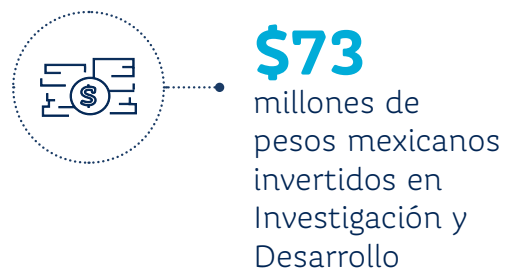 $
$73
millones de
pesos mexicanos
invertidos en
Investigación y
Desarrollo